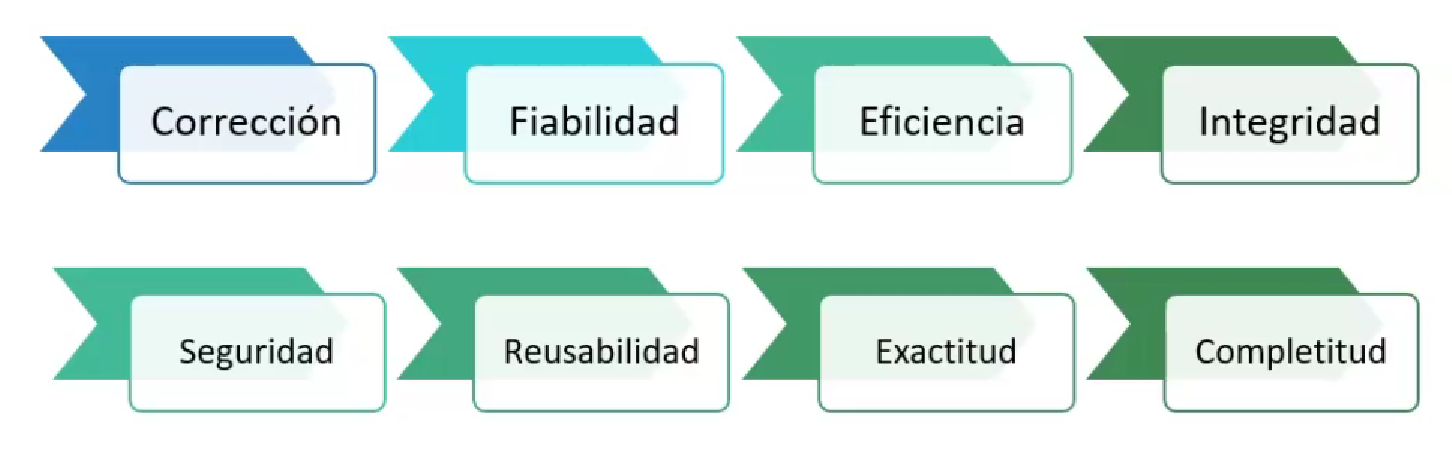 Corrección
Fiabilidad
Eficiencia
Integridad
Seguridad
Reusabilidad
Exactitud
Completitud